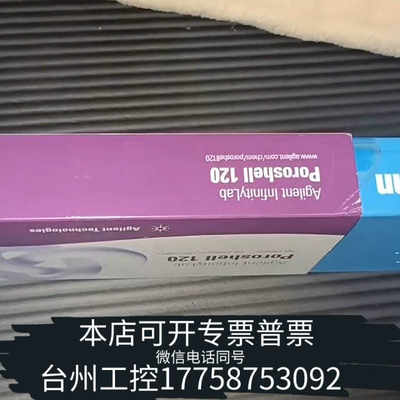 Agilent InfinityLab
Poroshell 120
www.agilent.com/chem/poroshell120
Agilent Technologies
Agilent InfinityLab
Poroshell 120
本店可开专票普票
微信电话同号
台州工控17758753092